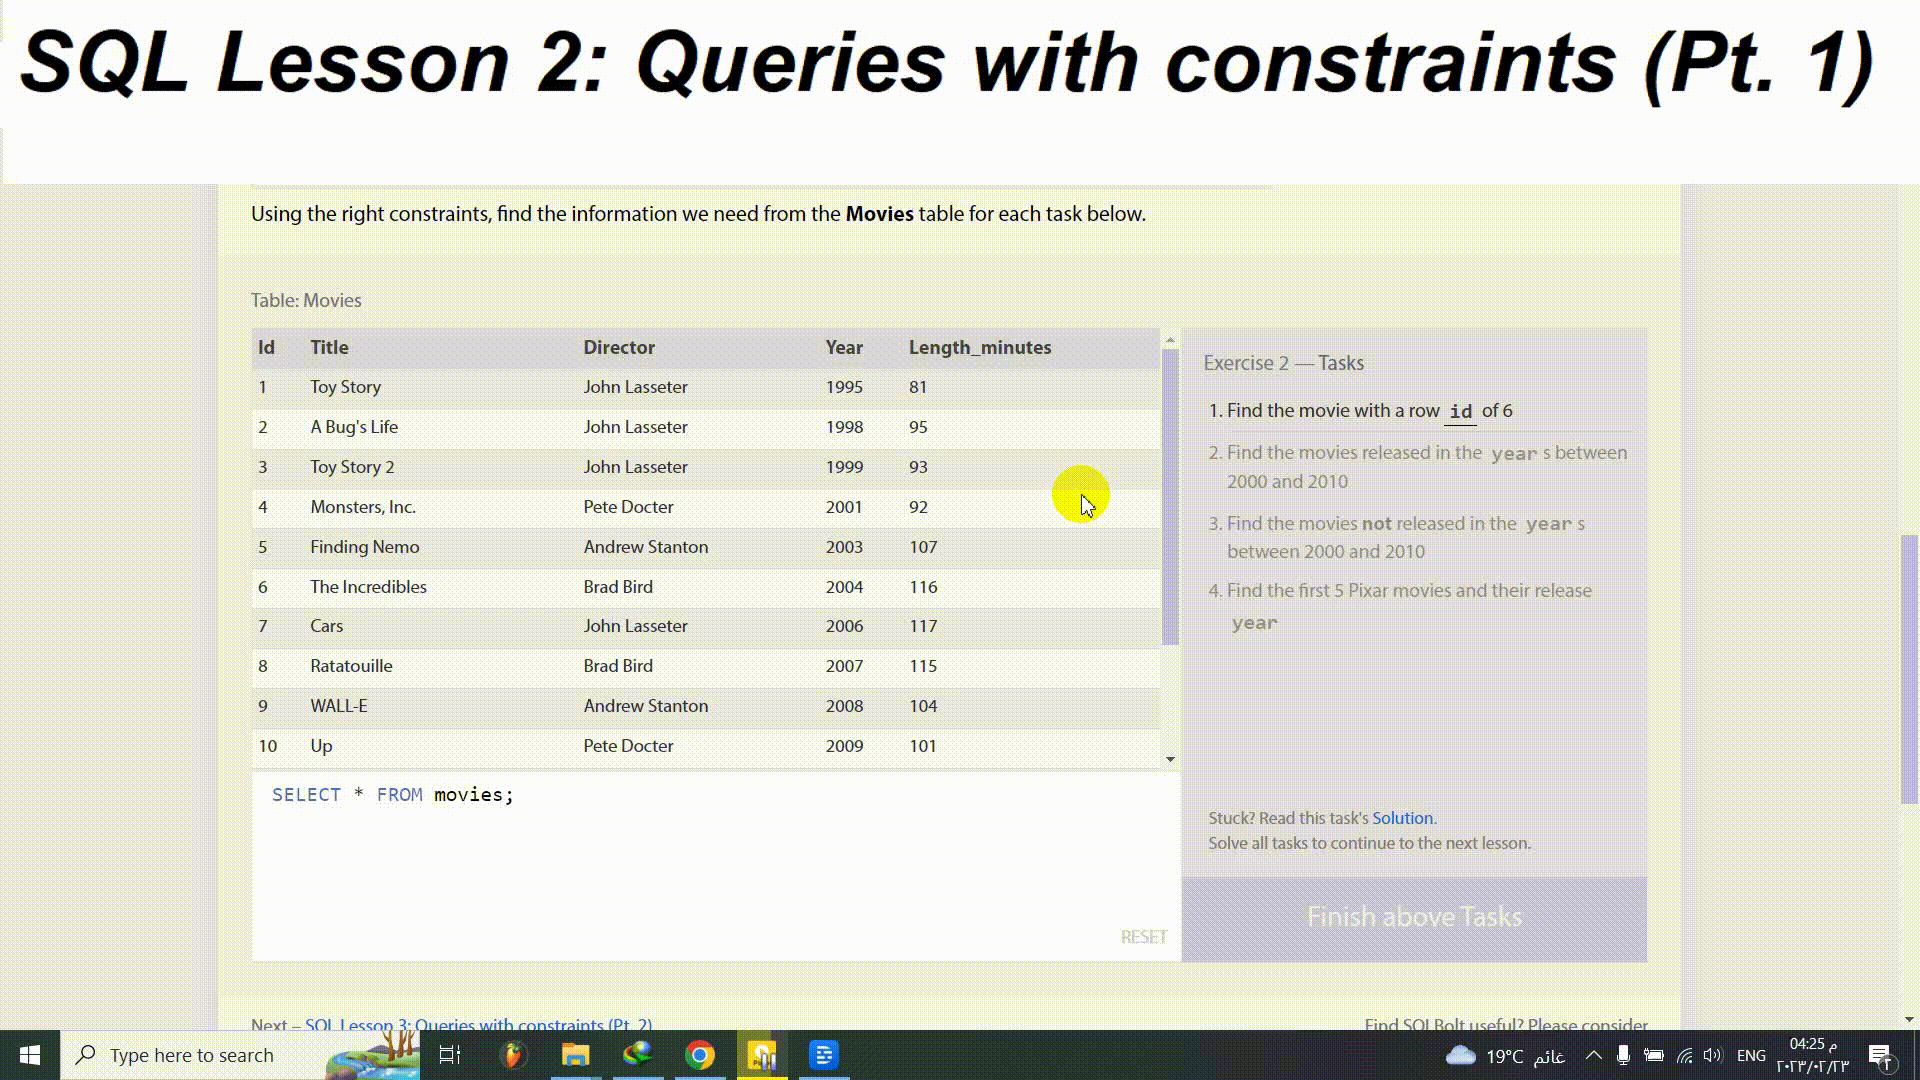 SQL Lesson 2: Queries with constraints (Pt. 1)
Using the right constraints, find the information we need from the Movies table for each task below.
Table: Movies
Id Title Director Year Length_minutes
1 Toy Story John Lasseter 1995 81
2 A Bug's Life John Lasseter 1998 95
3 Toy Story 2 John Lasseter 1999 93
4 Monsters, Inc. Pete Docter 2001 92
5 Finding Nemo Andrew Stanton 2003 107
6 The Incredibles Brad Bird 2004 116
7 Cars John Lasseter 2006 117
8 Ratatouille Brad Bird 2007 115
9 WALL-E Andrew Stanton 2008 104
10 Up Pete Docter 2009 101
SELECT * FROM movies;
RESET
Exercise 2 — Tasks
1. Find the movie with a row id of 6
2. Find the movies released in the year s between
2000 and 2010
3. Find the movies not released in the year s
between 2000 and 2010
4. Find the first 5 Pixar movies and their release
year
Stuck? Read this task's Solution.
Solve all tasks to continue to the next lesson.
Finish above Tasks
Next – SQL Lesson 3: Queries with constraints (Pt. 2)
Find SQLBolt useful? Please consider
Type here to search
19°C غائم
ENG
04:25 م
٢٠٢٣/٠٢/٢٣
٢